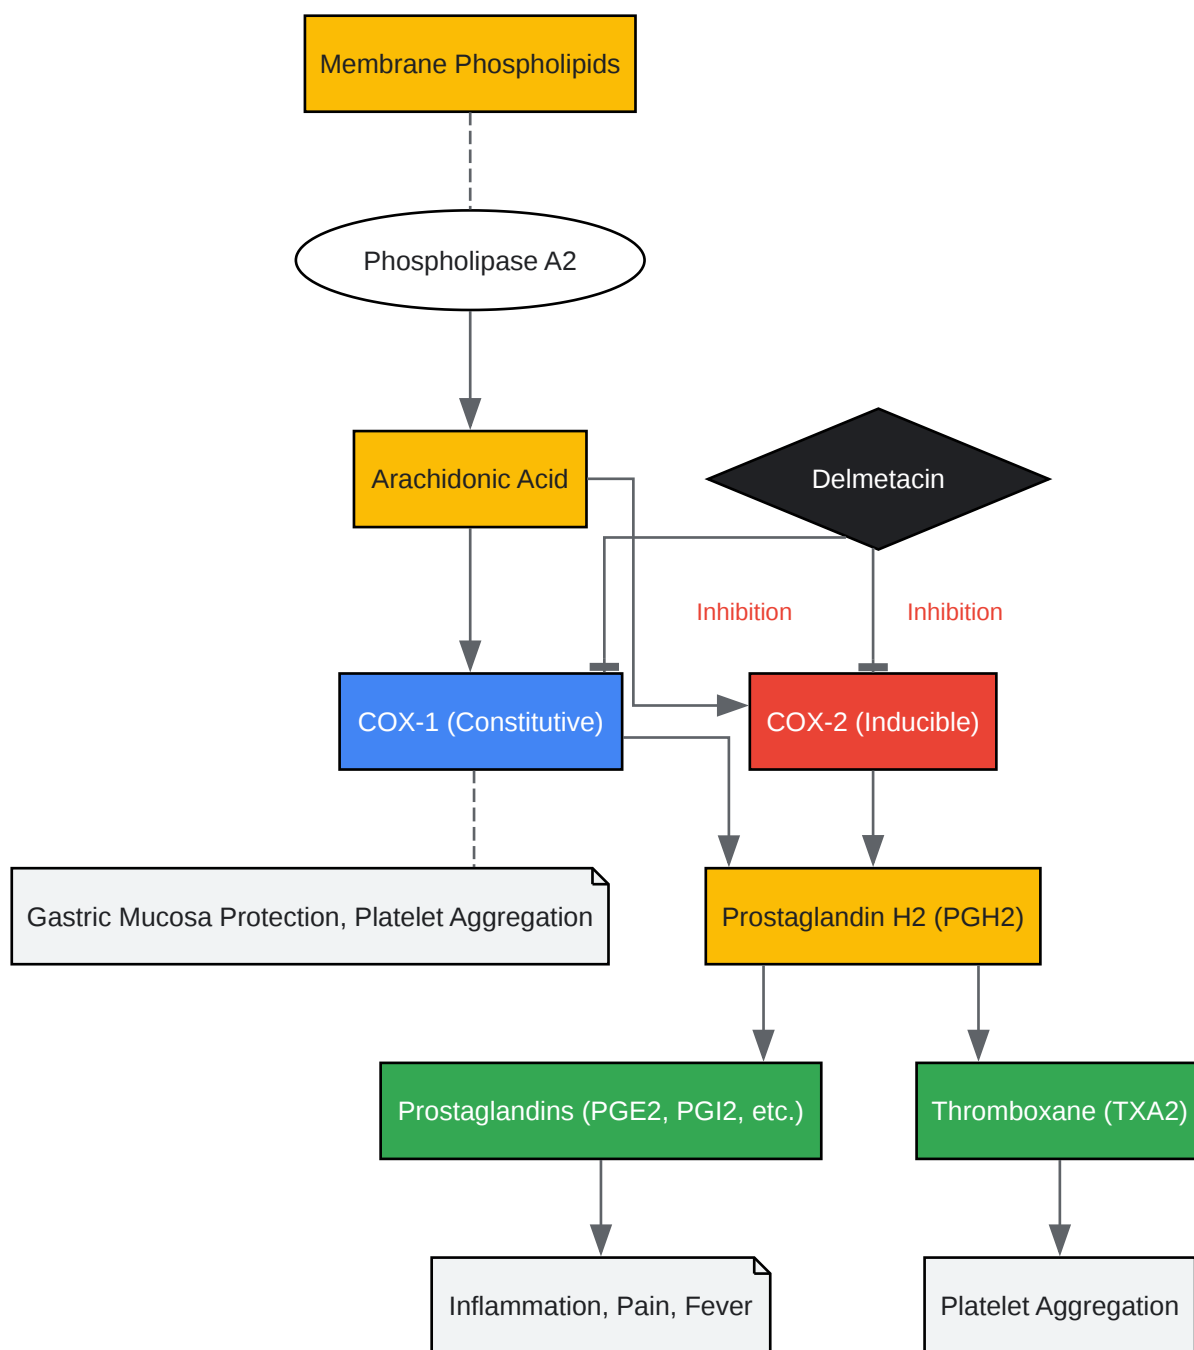 Membrane Phospholipids
Phospholipase A2
Arachidonic Acid
Delmetacin
Inhibition
Inhibition
COX-1 (Constitutive)
COX-2 (Inducible)
Gastric Mucosa Protection, Platelet Aggregation
Prostaglandin H2 (PGH2)
Prostaglandins (PGE2, PGI2, etc.)
Thromboxane (TXA2)
Inflammation, Pain, Fever
Platelet Aggregation